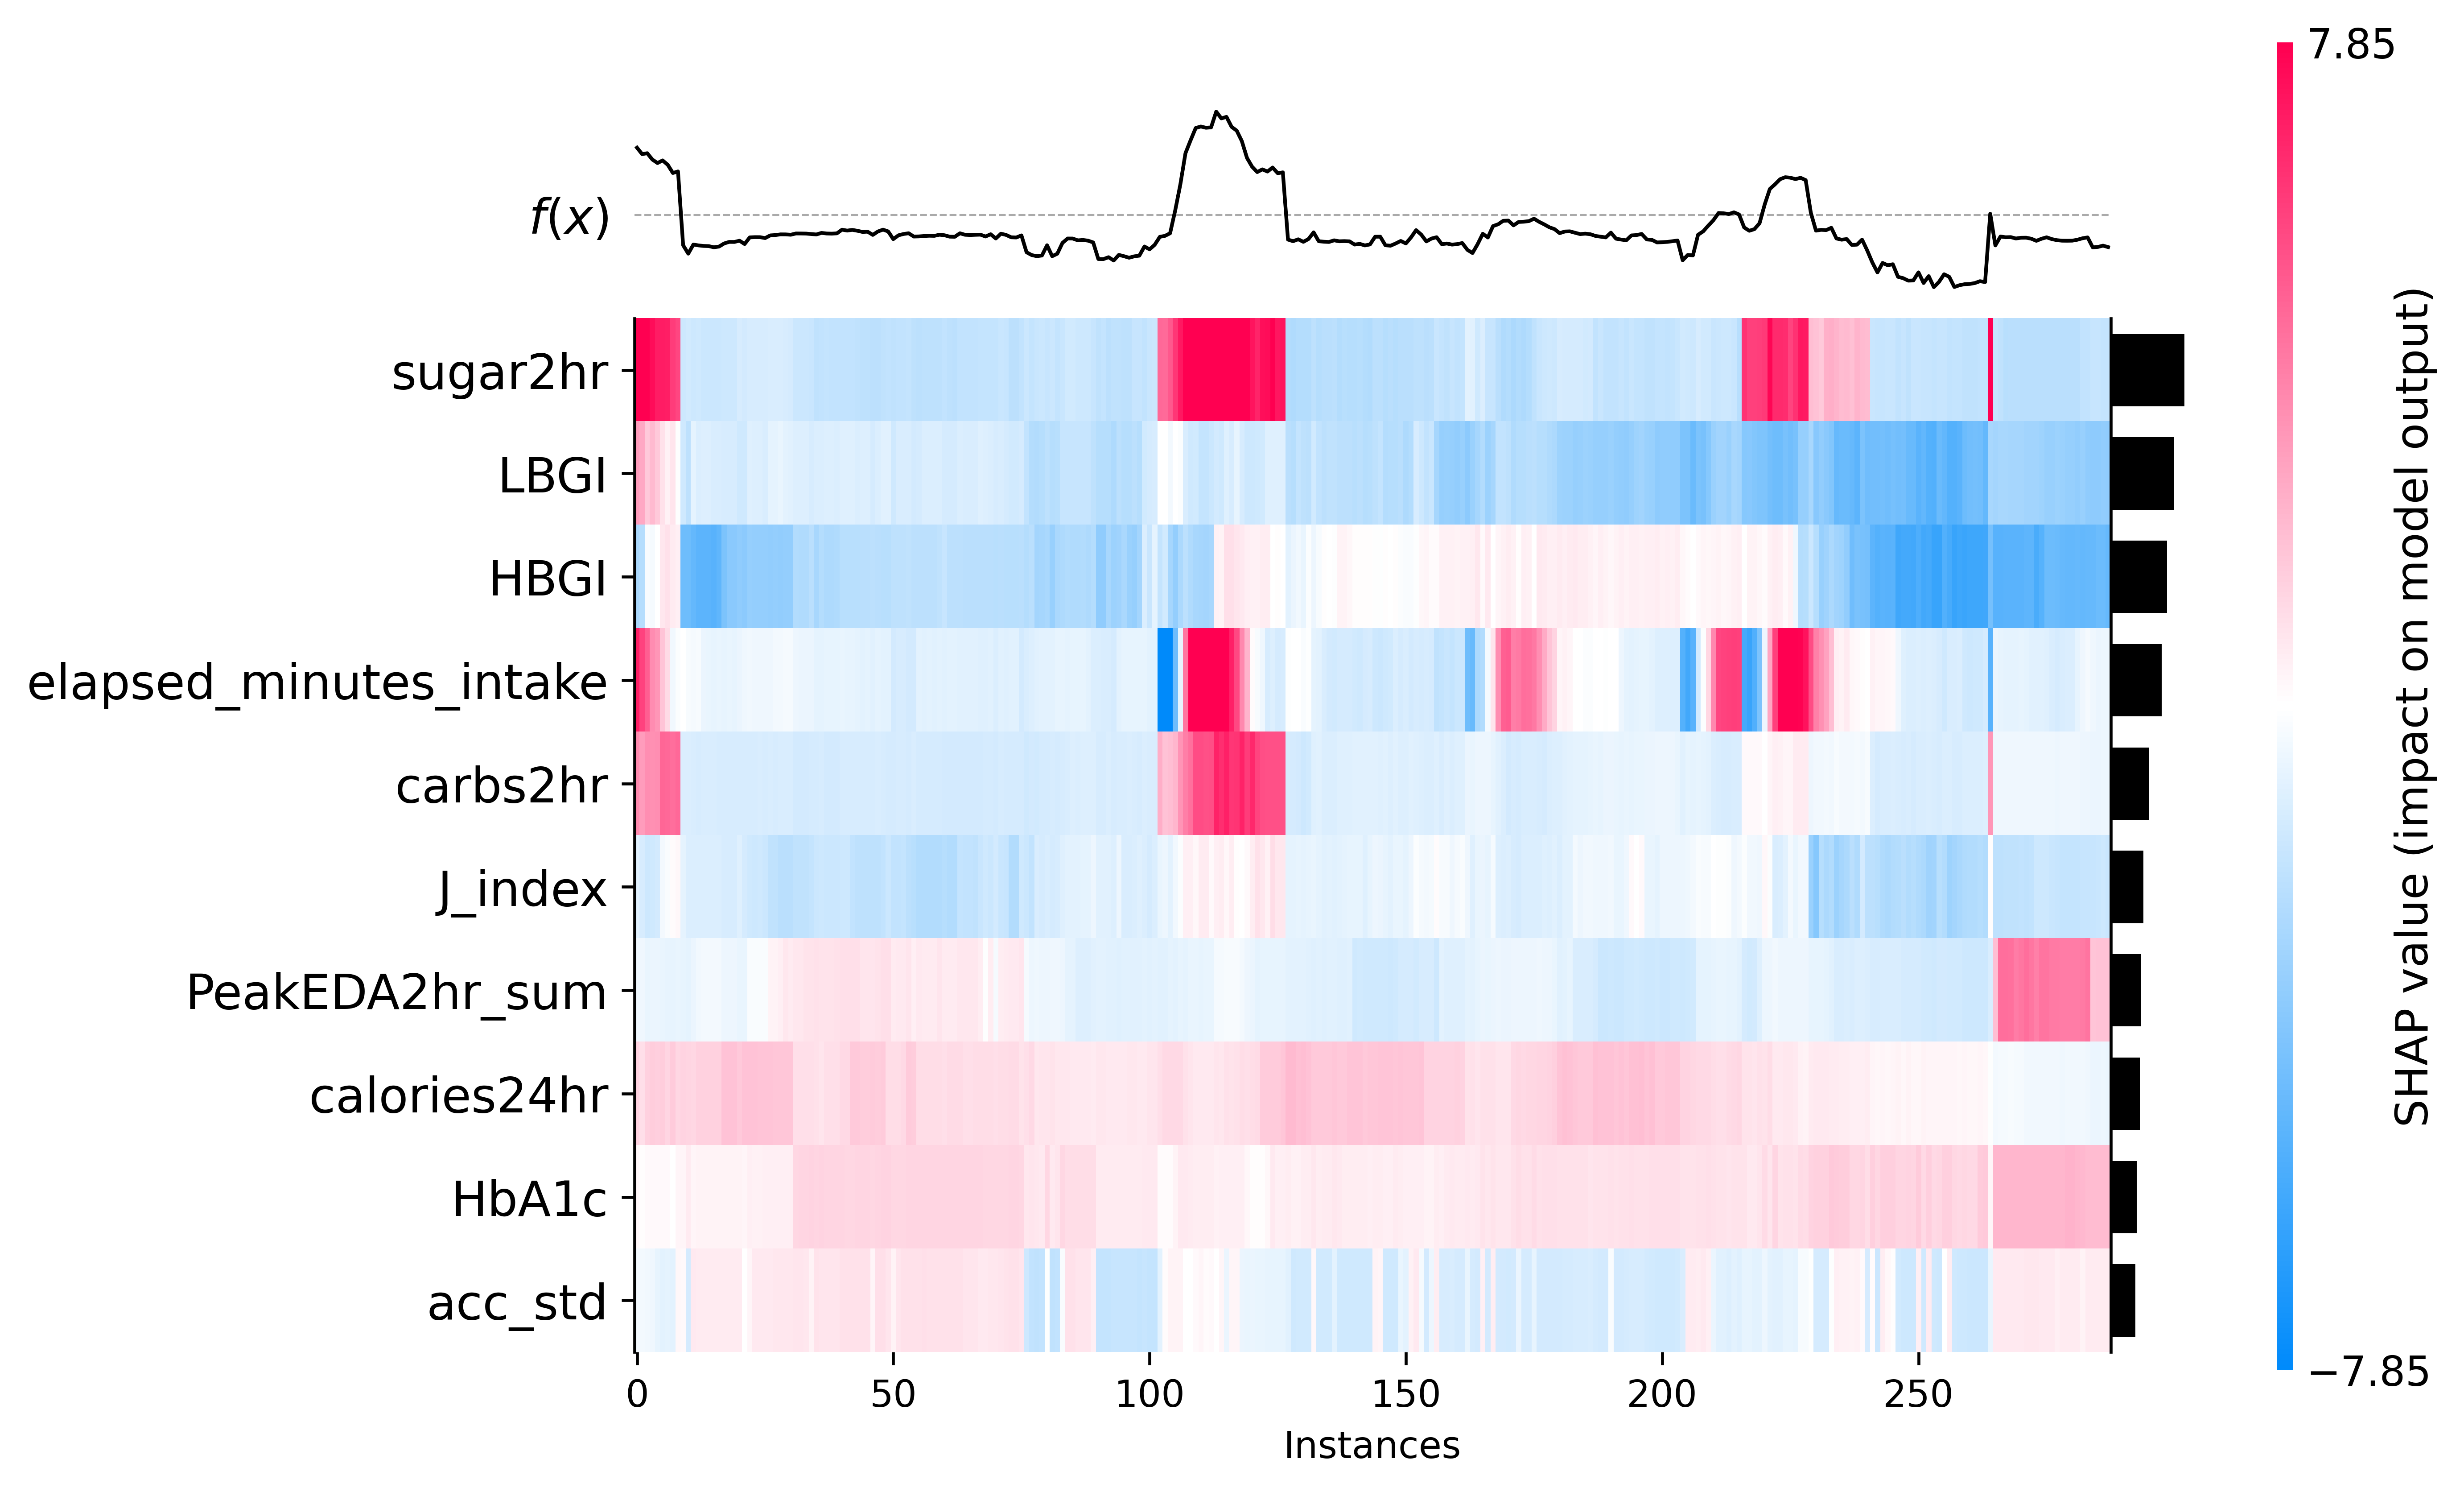 7.85
f(x)
sugar2hr
LBGI
HBGI
elapsed_minutes_intake
carbs2hr
J_index
PeakEDA2hr_sum
calories24hr
HbA1c
acc_std
0 50 100 150 200 250
Instances
SHAP value (impact on model output)
−7.85